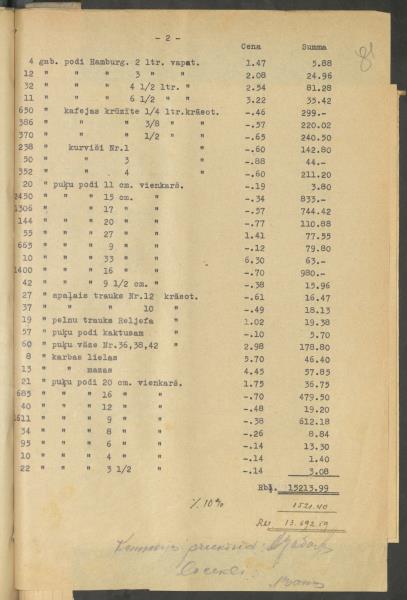 - 2 -
Cena Summa
81
4 gab. podi Hamburg. 2 ltr. vapat. 1.47 5.88
12 " " " 3 " " 2.08 24.96
32 " " " 4 1/2 ltr. " 2.54 81.28
11 " " " 6 1/2 " " 3.22 35.42
650 " kafejas krūzīte 1/4 ltr.krāsot. -.46 299.-
386 " " " 3/8 " " -.57 220.02
370 " " " 1/2 " " -.65 240.50
238 " kurviši Nr.1 " -.60 142.80
50 " " 3 " -.88 44.-
352 " " 4 " -.60 211.20
20 " puķu podi 11 cm. vienkārš. -.19 3.80
2450 " " " 15 cm. " -.34 833.-
1306 " " " 17 " " -.57 744.42
144 " " " 20 " " -.77 110.88
55 " " " 27 " " 1.41 77.55
665 " " " 9 " " -.12 79.80
10 " " " 33 " " 6.30 63.-
1400 " " " 16 " " -.70 980.-
42 " " " 9 1/2 cm. " -.38 15.96
27 " apaļais trauks Nr.12 krāsot. -.61 16.47
37 " " " 10 " -.49 18.13
19 " pelnu trauks Reljefa " 1.02 19.38
57 " puķu podi kaktusam " -.10 5.70
60 " puķu vāze Nr.36,38,42 " 2.98 178.80
8 " karbas lielas 5.70 46.40
13 " " mazas 4.45 57.85
21 " puķu podi 20 cm. vienkārš. 1.75 36.75
685 " " " 16 " " -.70 479.50
40 " " " 12 " " -.48 19.20
1611 " " " 9 " " -.38 612.18
34 " " " 8 " " -.26 8.84
95 " " " 6 " " -.14 13.30
10 " " " 4 " " -.14 1.40
22 " " " 3 1/2 " -.14 3.08
Rbļ. 15213.99
% 10% 1521.40
13.692.59